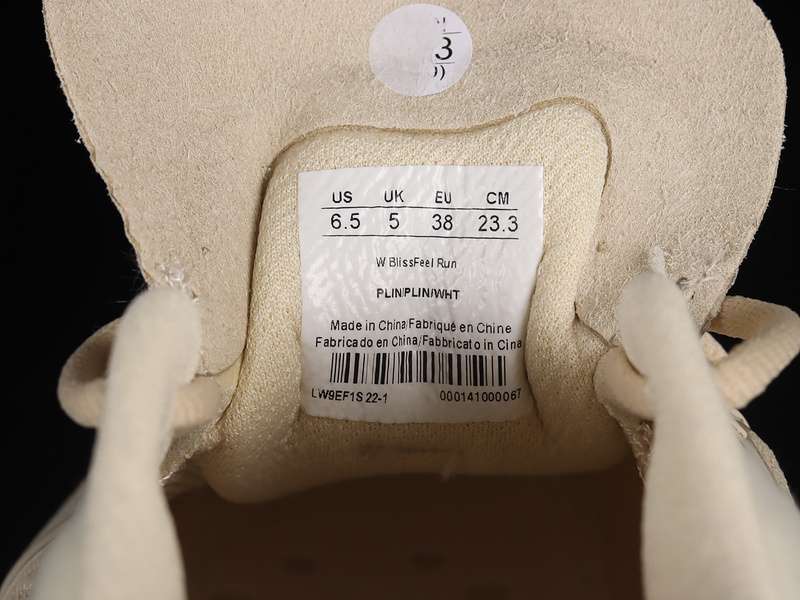 3
US UK EU CM
6.5 5 38 23.3
W BlissFeel Run
PLIN/PLIN/WHT
Made in China/Fabriqué en Chine
Fabricado en China/Fabbricato in Cina
LW9EF1S 22-1 000141000067